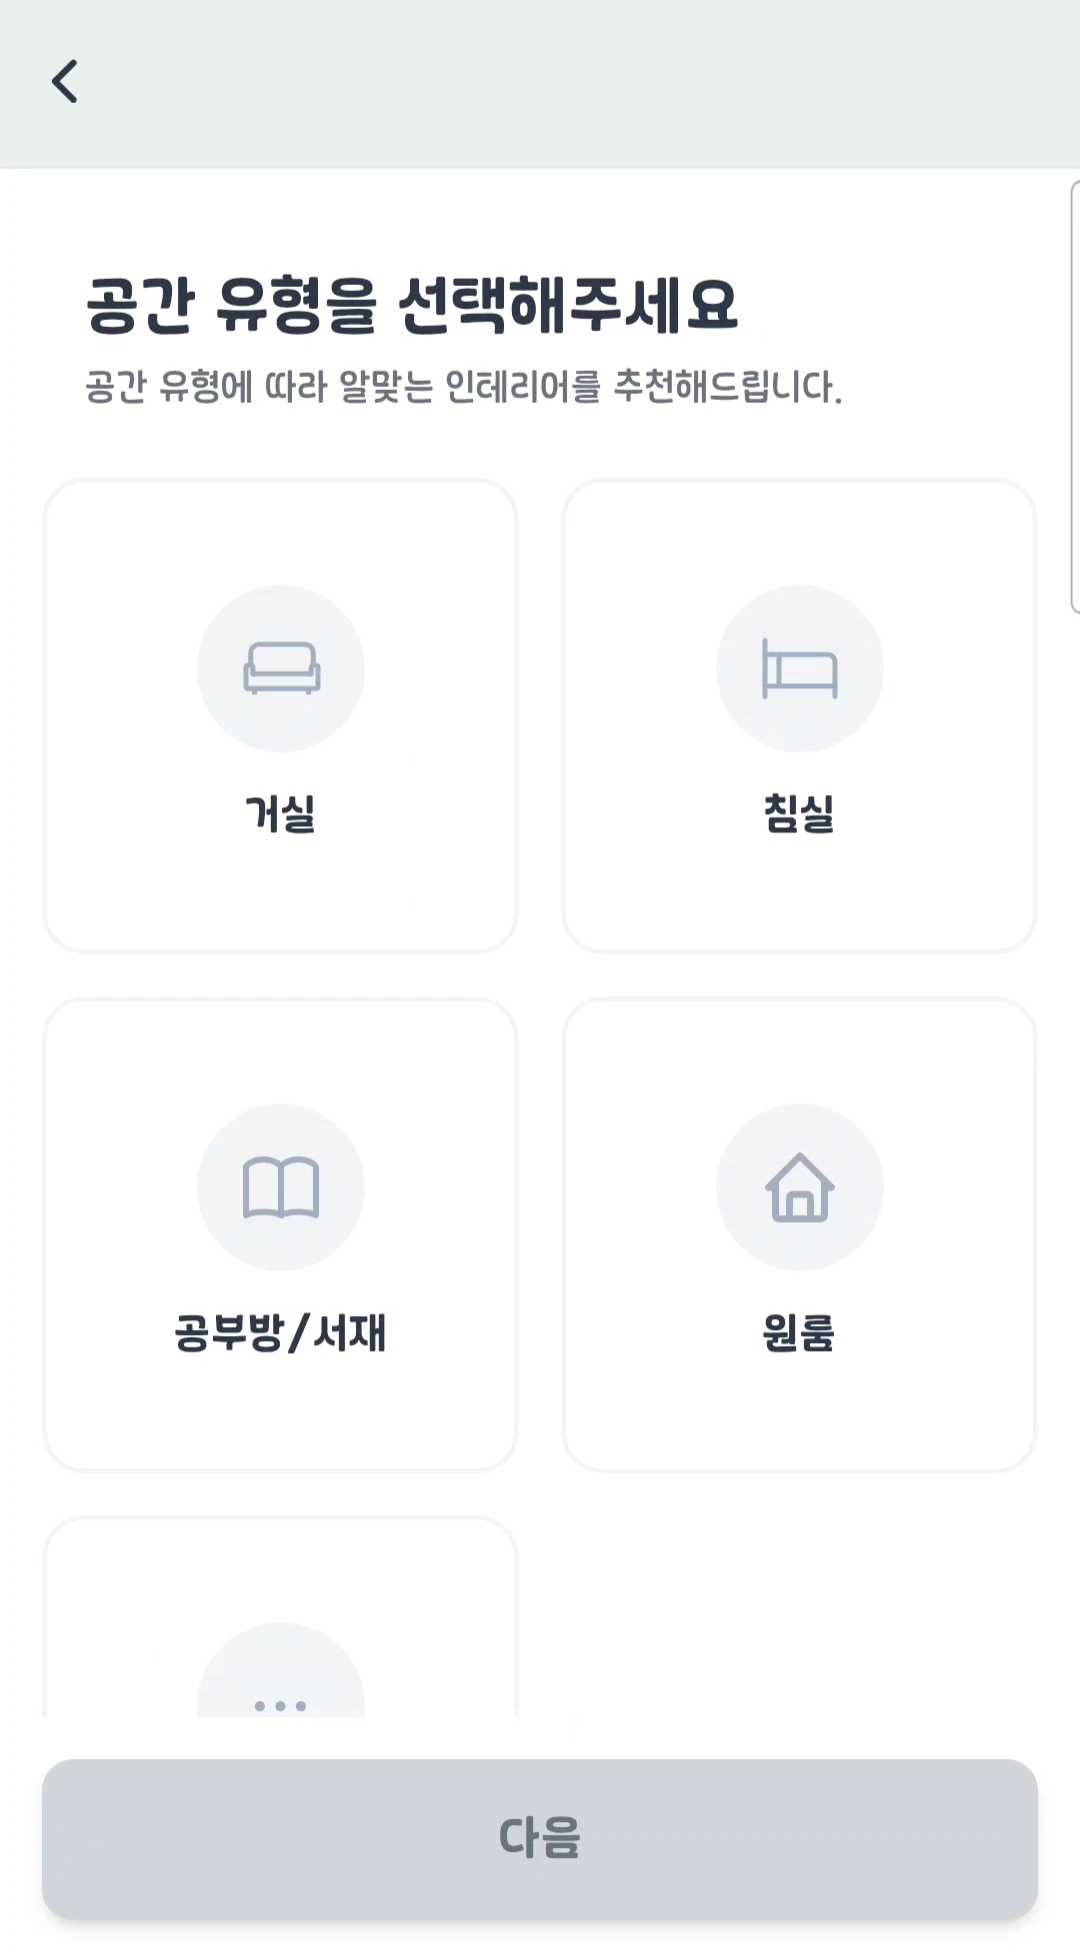 공간 유형을 선택해주세요
공간 유형에 따라 알맞는 인테리어를 추천해드립니다.
거실
침실
공부방/서재
원룸
다음